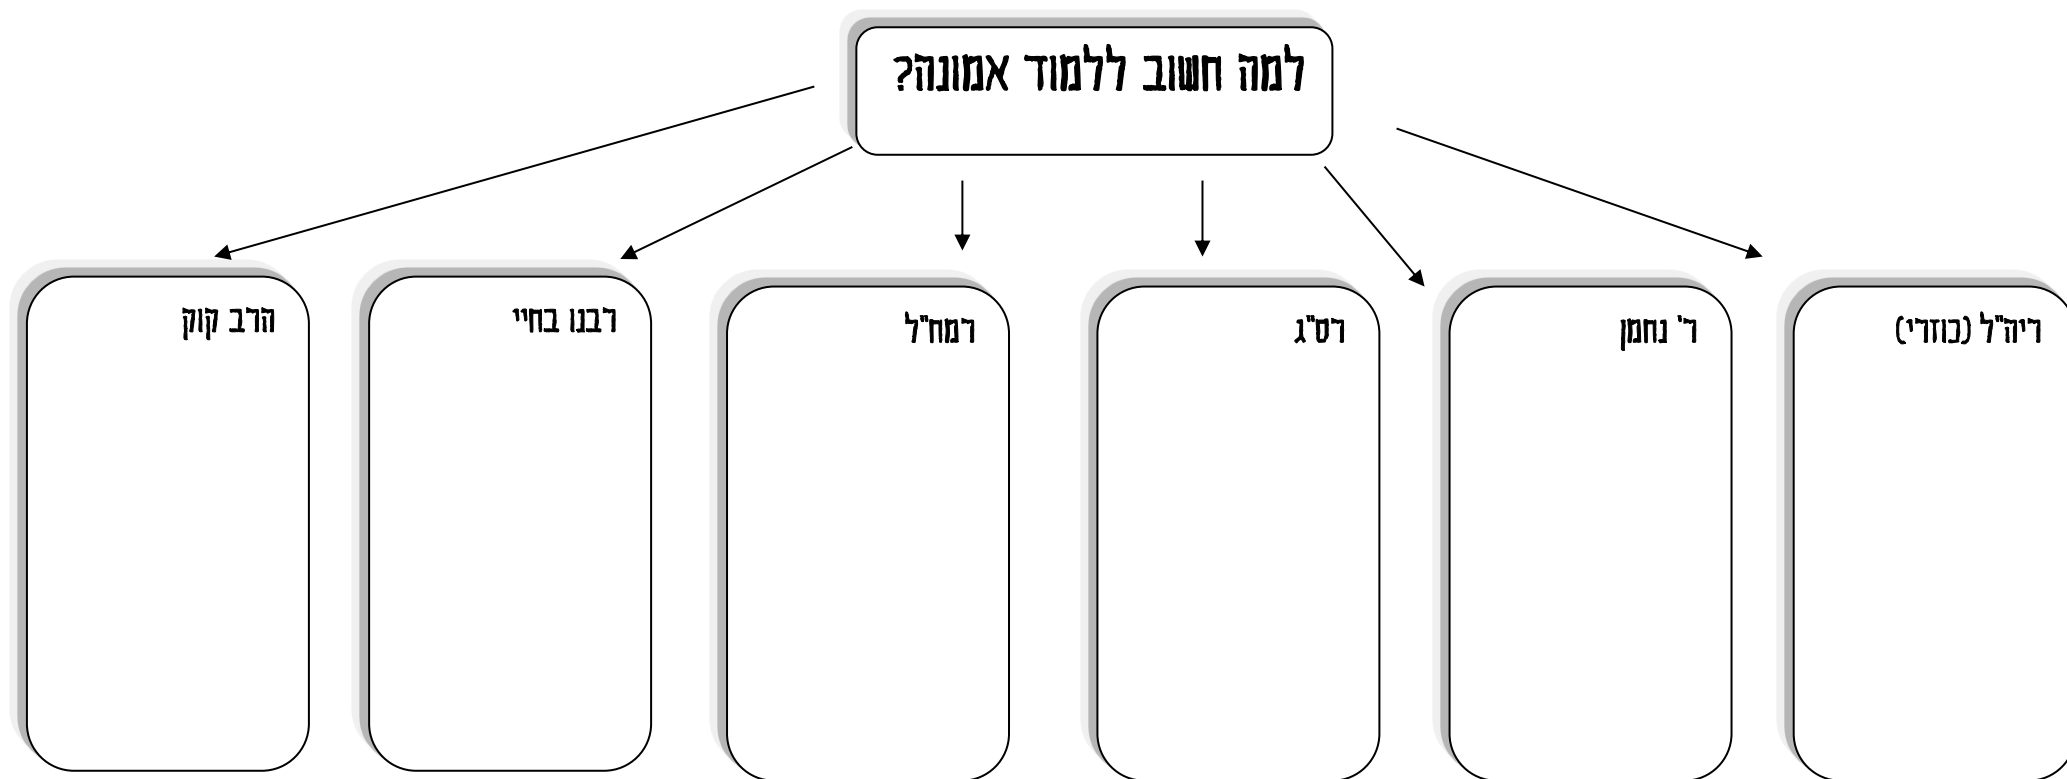 למה חשוב ללמוד אמונה?
ריה"ל (כוזרי)
ר' נחמן
רס"ג
רמח"ל
רבנו בחיי
הרב קוק